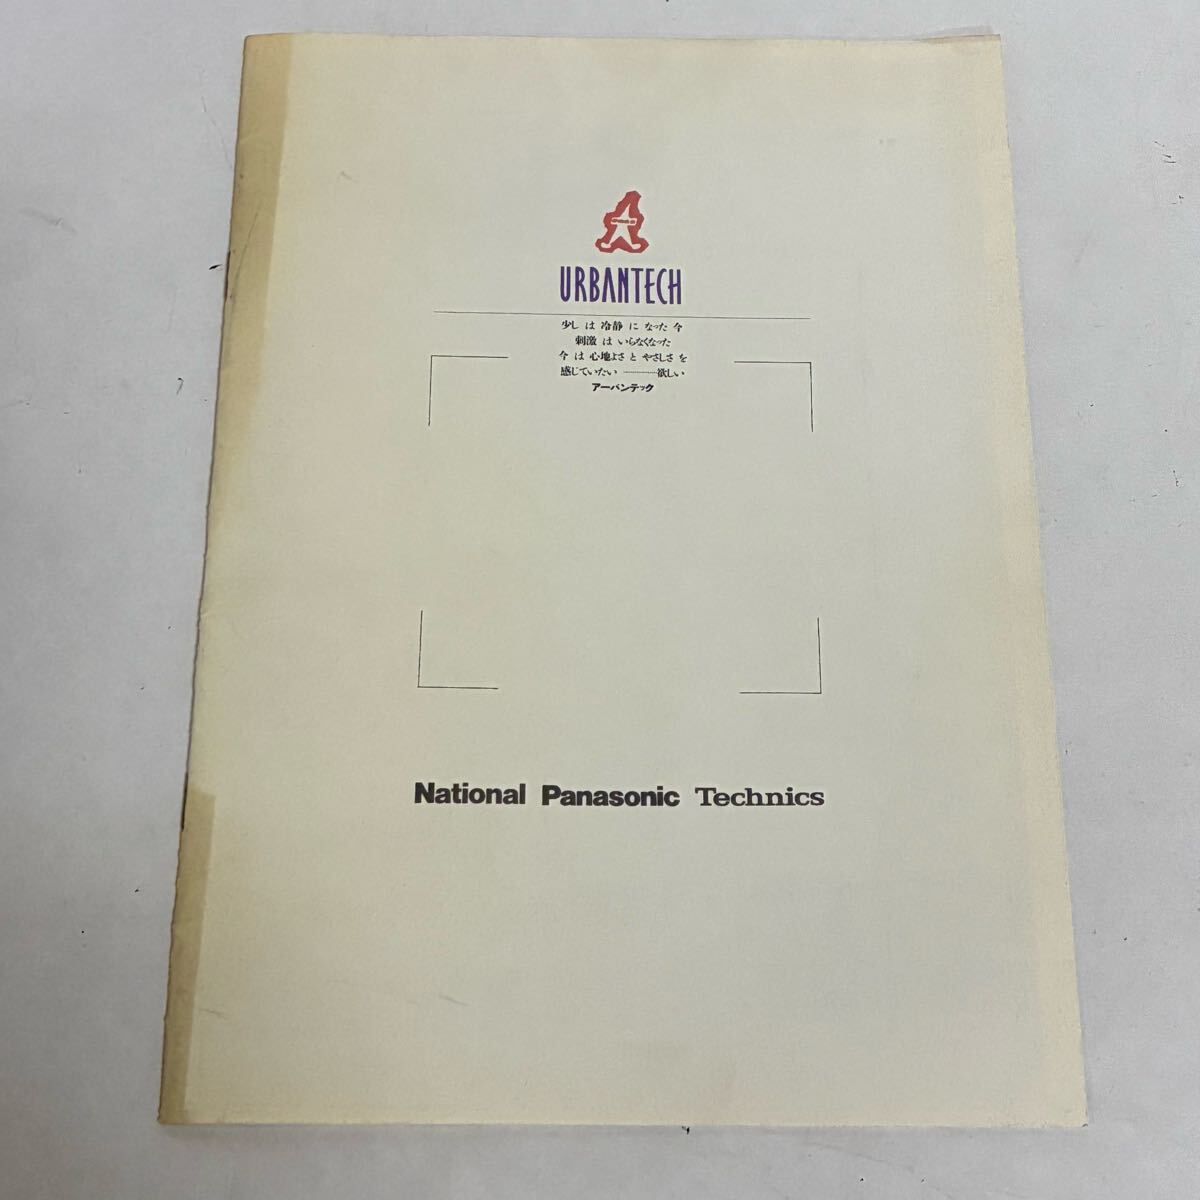 URBANTECH
少し は 冷静 に なった 今
刺激 は いらなくなった
今 は 心地よさ と やさしさ を
感じていたい ………… 欲しい
アーバンテック
National Panasonic Technics